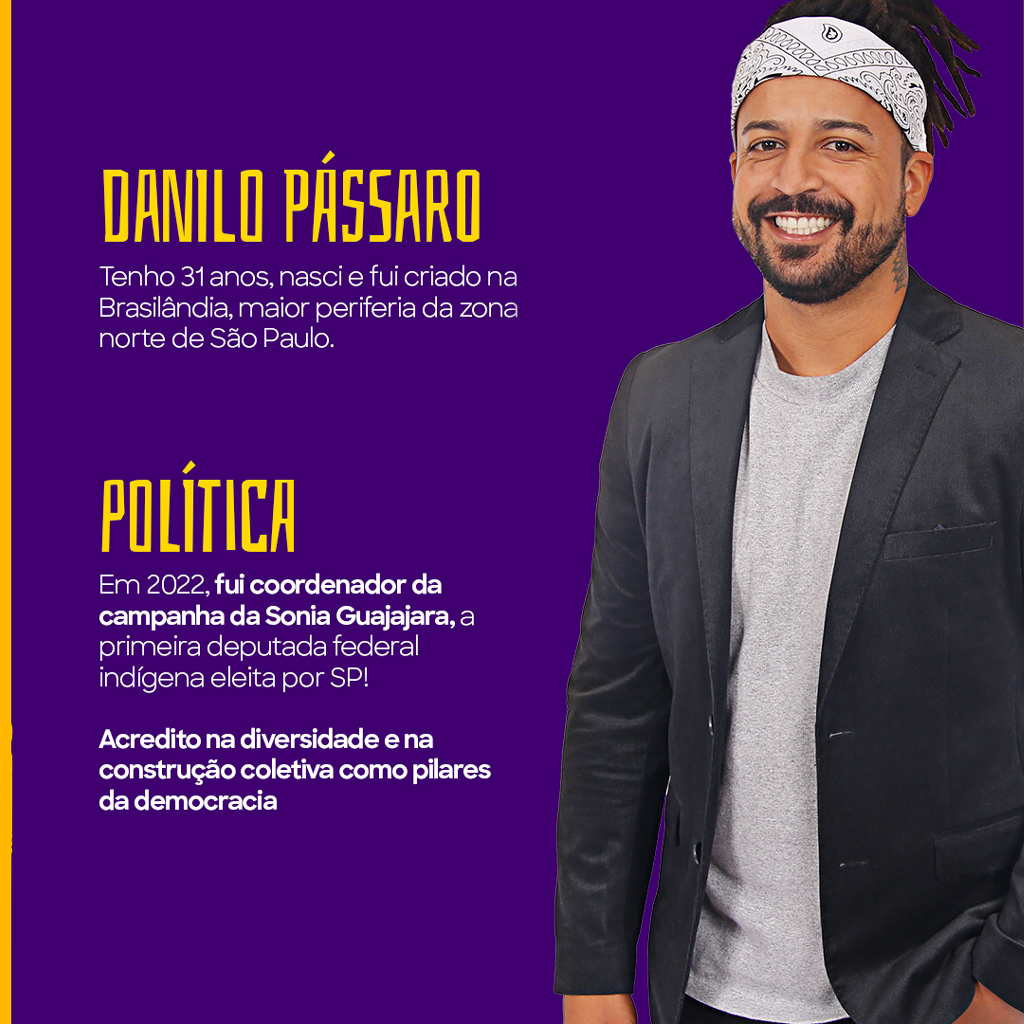 DANILO PÁSSARO
Tenho 31 anos, nasci e fui criado na
Brasilândia, maior periferia da zona
norte de São Paulo.
POLÍTICA
Em 2022, fui coordenador da
campanha da Sonia Guajajara, a
primeira deputada federal
indígena eleita por SP!
Acredito na diversidade e na
construção coletiva como pilares
da democracia